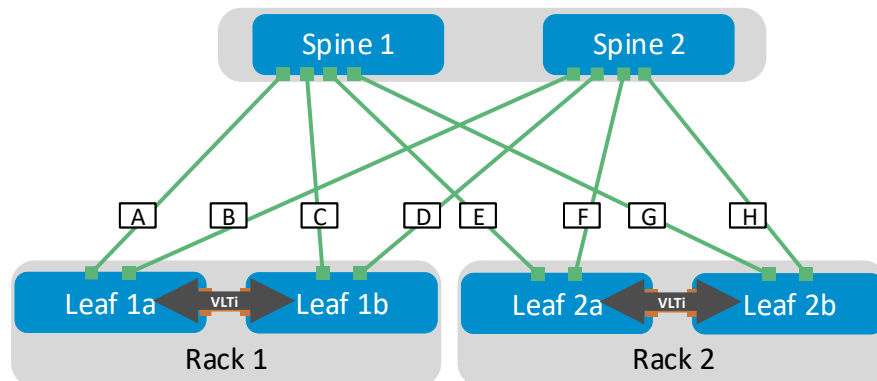 Spine 1
Spine 2
A
B
C
D
E
F
G
H
Leaf 1a
VLTi
Leaf 1b
Leaf 2a
VLTi
Leaf 2b
Rack 1
Rack 2